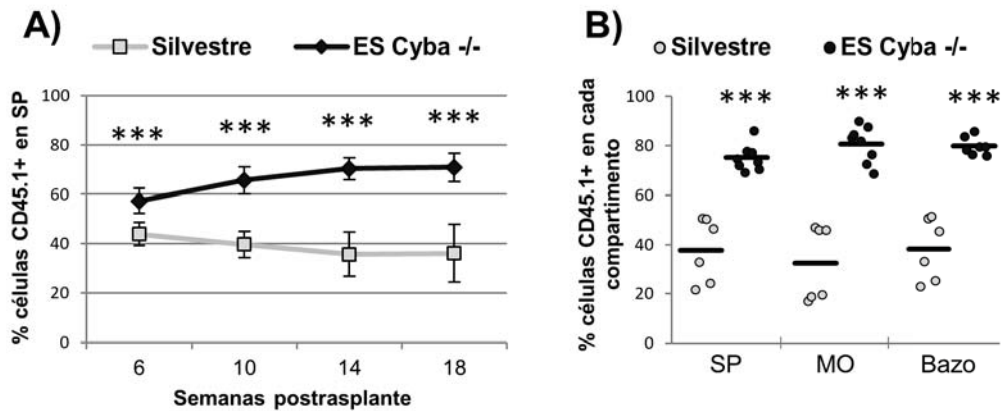 A)
Silvestre ES Cyba -/-
% células CD45.1+ en SP
100
80
60
40
20
0
*** *** *** ***
6 10 14 18
Semanas postrasplante
B)
Silvestre ES Cyba -/-
% células CD45.1+ en cada
compartimento
100
80
60
40
20
0
*** *** ***
SP MO Bazo